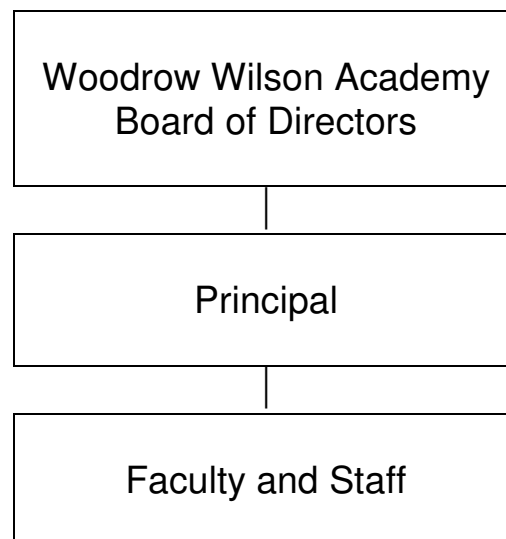 Woodrow Wilson Academy
Board of Directors
Principal
Faculty and Staff